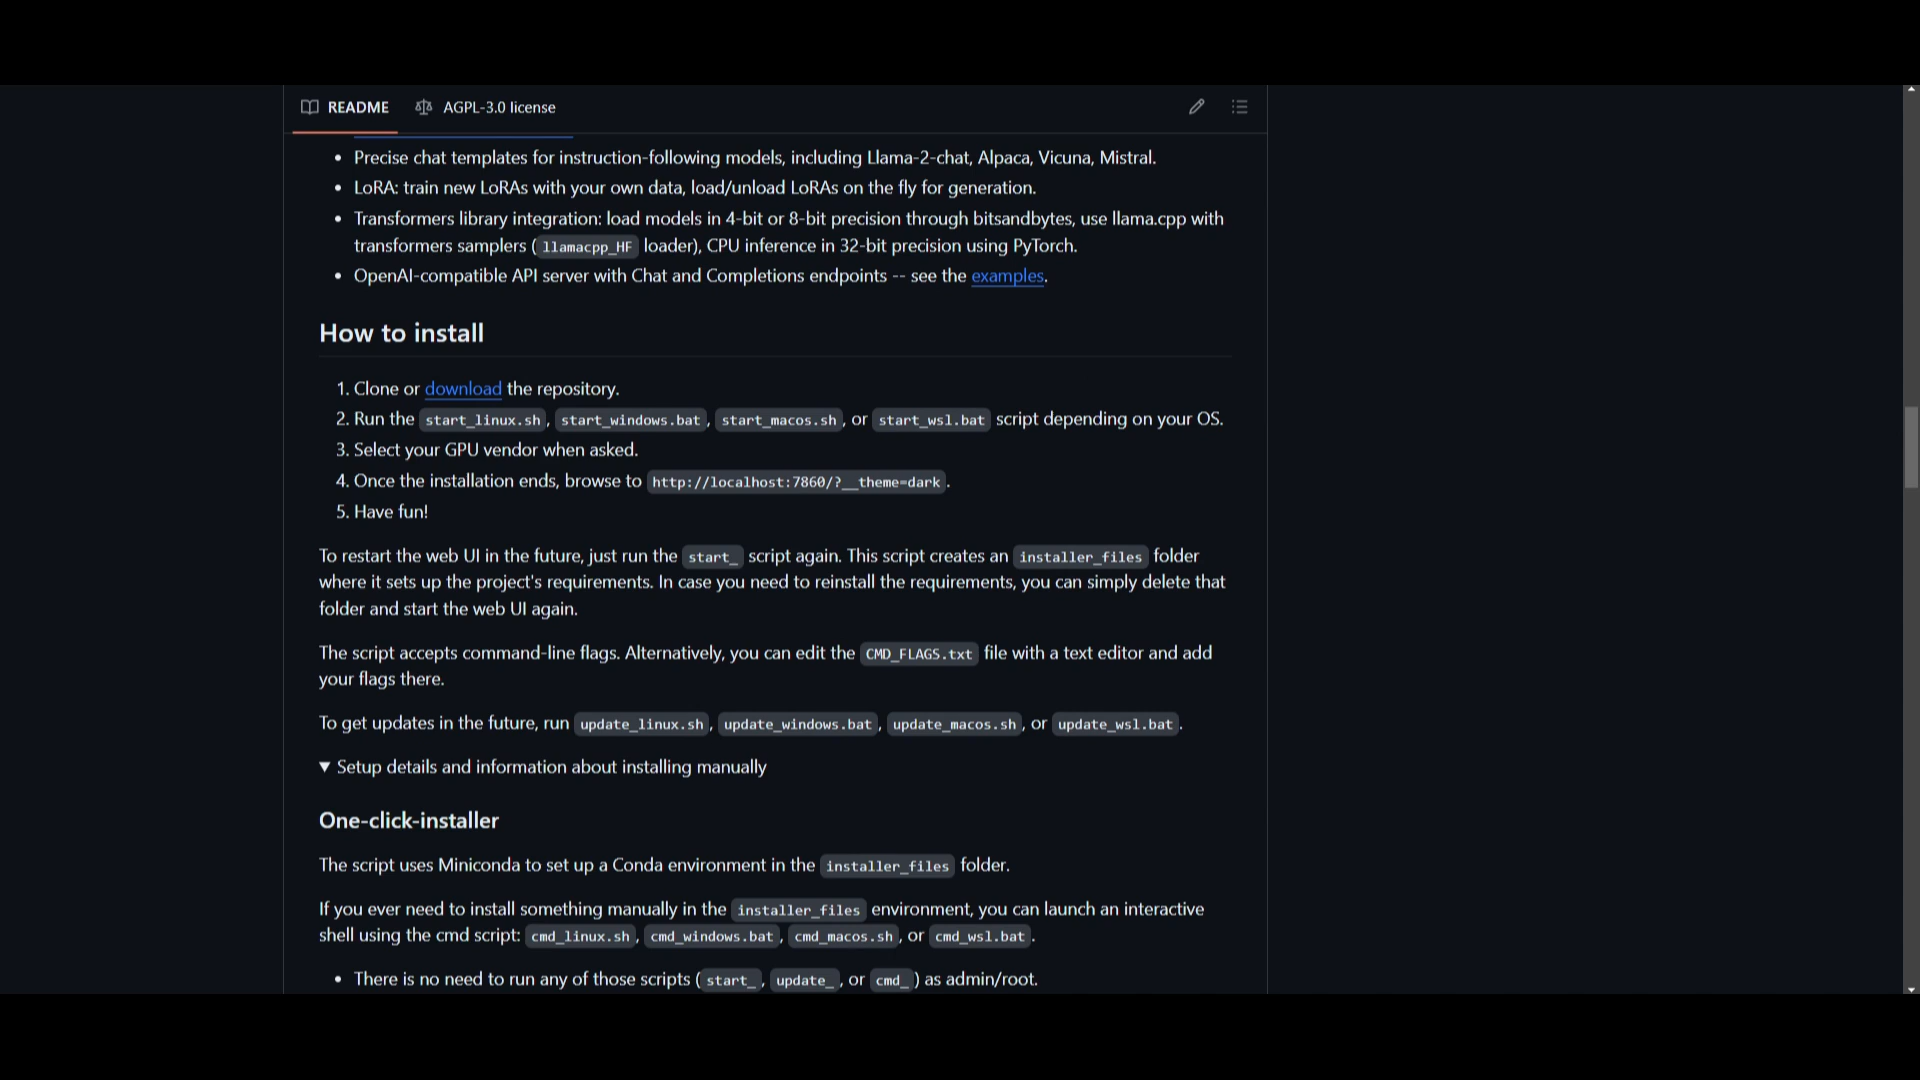 README
AGPL-3.0 license
• Precise chat templates for instruction-following models, including Llama-2-chat, Alpaca, Vicuna, Mistral.
• LoRA: train new LoRAs with your own data, load/unload LoRAs on the fly for generation.
• Transformers library integration: load models in 4-bit or 8-bit precision through bitsandbytes, use llama.cpp with
transformers samplers ( llamacpp_HF loader), CPU inference in 32-bit precision using PyTorch.
• OpenAI-compatible API server with Chat and Completions endpoints -- see the examples.
How to install
1. Clone or download the repository.
2. Run the start_linux.sh , start_windows.bat , start_macos.sh , or start_wsl.bat script depending on your OS.
3. Select your GPU vendor when asked.
4. Once the installation ends, browse to http://localhost:7860/?__theme=dark .
5. Have fun!
To restart the web UI in the future, just run the start_ script again. This script creates an installer_files folder
where it sets up the project's requirements. In case you need to reinstall the requirements, you can simply delete that
folder and start the web UI again.
The script accepts command-line flags. Alternatively, you can edit the CMD_FLAGS.txt file with a text editor and add
your flags there.
To get updates in the future, run update_linux.sh , update_windows.bat , update_macos.sh , or update_wsl.bat .
▼ Setup details and information about installing manually
One-click-installer
The script uses Miniconda to set up a Conda environment in the installer_files folder.
If you ever need to install something manually in the installer_files environment, you can launch an interactive
shell using the cmd script: cmd_linux.sh , cmd_windows.bat , cmd_macos.sh , or cmd_wsl.bat .
• There is no need to run any of those scripts ( start_ , update_ , or cmd_ ) as admin/root.